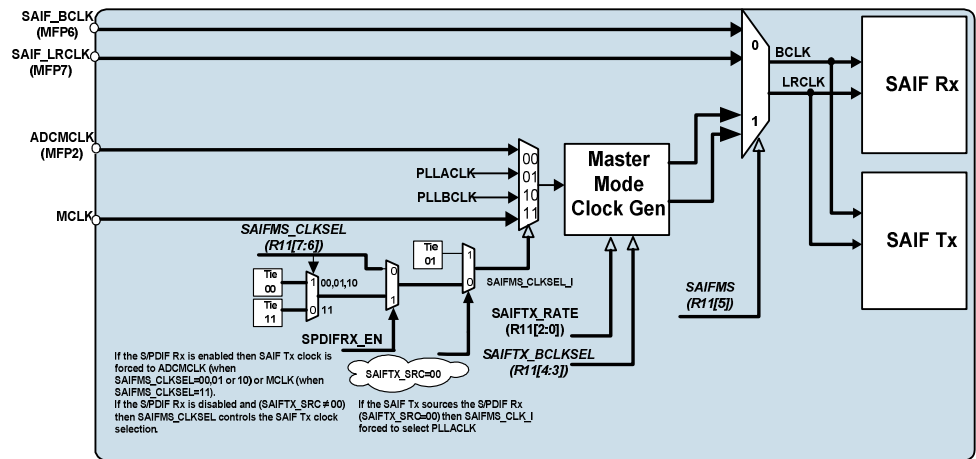 SAIF_BCLK
(MFP6)
SAIF_LRCLK
(MFP7)
0
BCLK
LRCLK
1
SAIF Rx
ADCMCLK
(MFP2)
PLLACLK
PLLBCLK
MCLK
00
01
10
11
Master
Mode
Clock Gen
SAIF Tx
SAIFMS_CLKSEL
(R11[7:6])
Tie
00
Tie
11
1
0
00,01,10
11
0
1
Tie
01
1
0
SAIFMS_CLKSEL_I
SPDIFRX_EN
SAIFTX_SRC=00
SAIFTX_RATE
(R11[2:0])
SAIFTX_BCLKSEL
(R11[4:3])
SAIFMS
(R11[5])
If the S/PDIF Rx is enabled then SAIF Tx clock is
forced to ADCMCLK (when
SAIFMS_CLKSEL=00,01 or 10) or MCLK (when
SAIFMS_CLKSEL=11).
If the S/PDIF Rx is disabled and (SAIFTX_SRC ≠ 00)
then SAIFMS_CLKSEL controls the SAIF Tx clock
selection.
If the SAIF Tx sources the S/PDIF Rx
(SAIFTX_SRC=00) then SAIFMS_CLK_I
forced to select PLLACLK